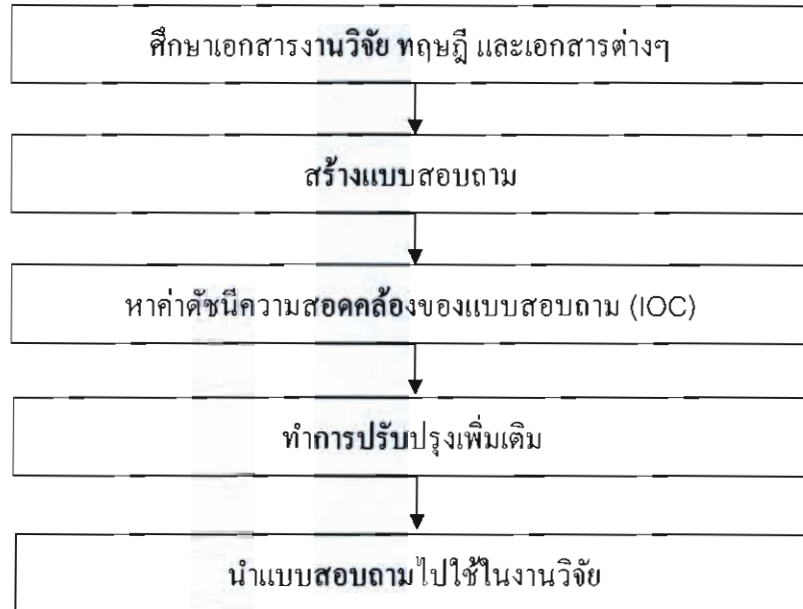 ศึกษาเอกสารงานวิจัย ทฤษฎี และเอกสารต่างๆ
สร้างแบบสอบถาม
หาค่าดัชนีความสอดคล้องของแบบสอบถาม (IOC)
ทำการปรับปรุงเพิ่มเติม
นำแบบสอบถามไปใช้ในงานวิจัย